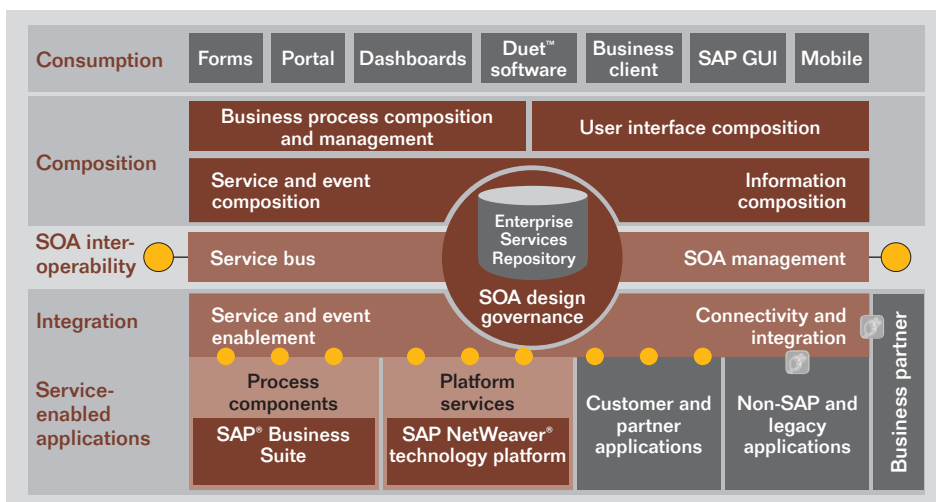 Consumption
Forms
Portal
Dashboards
Duet™
software
Business
client
SAP GUI
Mobile
Composition
Business process composition
and management
User interface composition
Service and event
composition
Information
composition
Enterprise
Services
Repository
SOA inter-
operability
Service bus
SOA management
SOA design
governance
Integration
Service and event
enablement
Connectivity and
integration
Service-
enabled
applications
Process
components
SAP® Business
Suite
Platform
services
SAP NetWeaver®
technology platform
Customer and
partner
applications
Non-SAP and
legacy
applications
Business partner